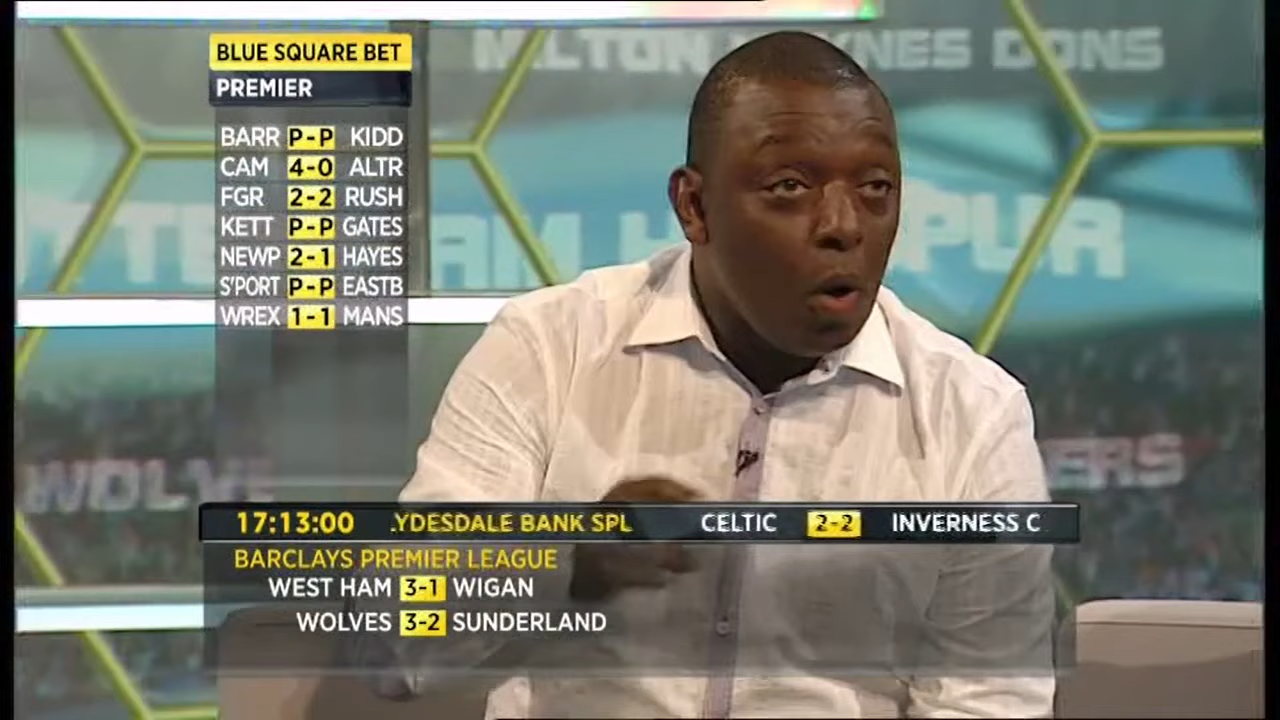 MILTON KEYNES DONS
BLUE SQUARE BET
PREMIER
BARR P-P KIDD
CAM 4-0 ALTR
FGR 2-2 RUSH
KETT P-P GATES
NEWP 2-1 HAYES
S'PORT P-P EASTB
WREX 1-1 MANS
17:13:00 .YDESDALE BANK SPL CELTIC 2-2 INVERNESS C
BARCLAYS PREMIER LEAGUE
WEST HAM 3-1 WIGAN
WOLVES 3-2 SUNDERLAND